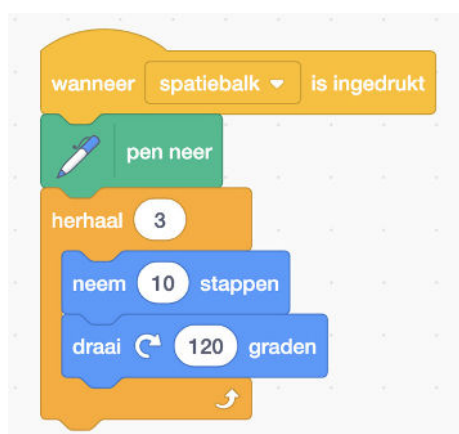 wanneer spatiebalk is ingedrukt
pen neer
herhaal 3
neem 10 stappen
draai 120 graden